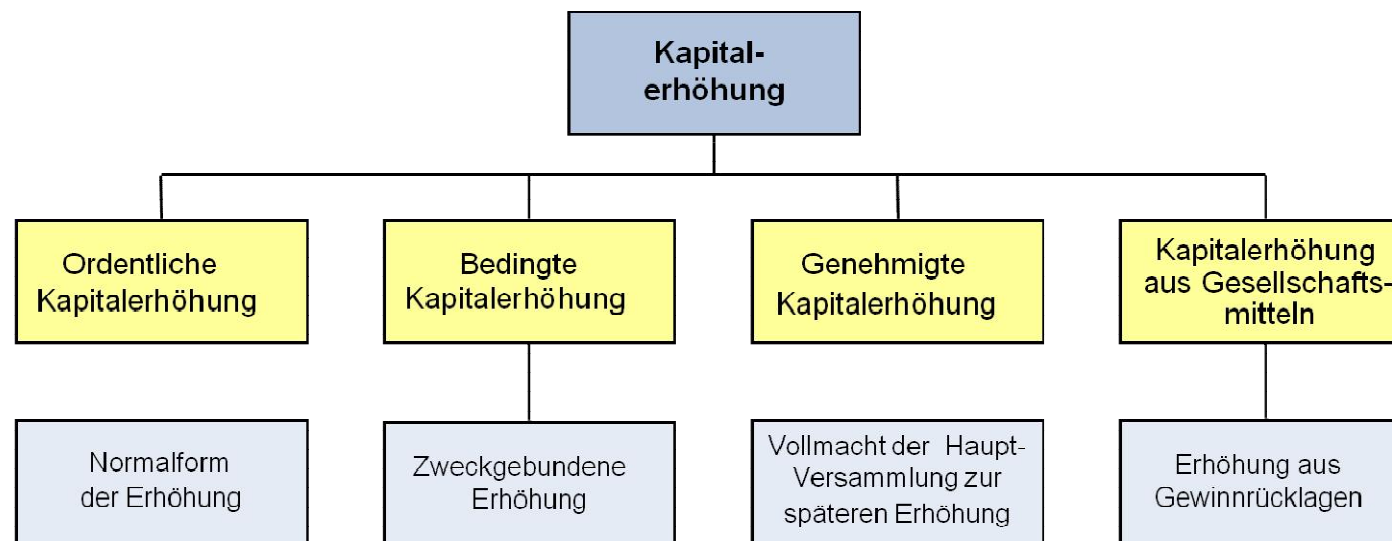 Kapital-
erhöhung
Ordentliche
Kapitalerhöhung
Bedingte
Kapitalerhöhung
Genehmigte
Kapitalerhöhung
Kapitalerhöhung
aus Gesellschafts-
mitteln
Normalform
der Erhöhung
Zweckgebundene
Erhöhung
Vollmacht der Haupt-
Versammlung zur
späteren Erhöhung
Erhöhung aus
Gewinnrücklagen